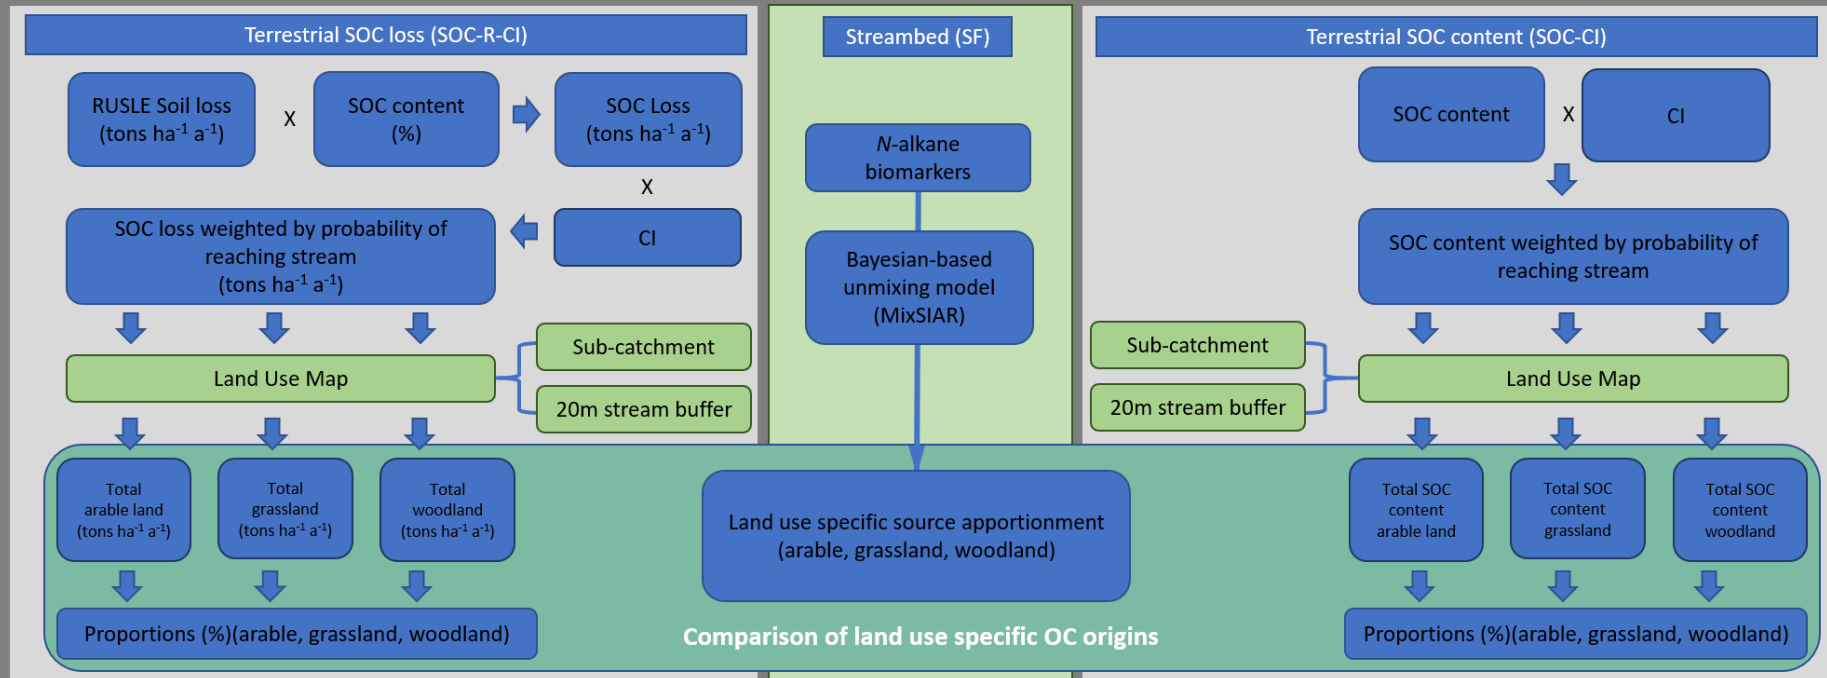 Terrestrial SOC loss (SOC-R-CI)
RUSLE Soil loss
(tons ha⁻¹ a⁻¹)
X
SOC content
(%)
SOC Loss
(tons ha⁻¹ a⁻¹)
X
CI
SOC loss weighted by probability of
reaching stream
(tons ha⁻¹ a⁻¹)
Sub-catchment
Land Use Map
20m stream buffer
Total
arable land
(tons ha⁻¹ a⁻¹)
Total
grassland
(tons ha⁻¹ a⁻¹)
Total
woodland
(tons ha⁻¹ a⁻¹)
Proportions (%)(arable, grassland, woodland)
Streambed (SF)
N-alkane
biomarkers
Bayesian-based
unmixing model
(MixSIAR)
Land use specific source apportionment
(arable, grassland, woodland)
Comparison of land use specific OC origins
Terrestrial SOC content (SOC-CI)
SOC content
X
CI
SOC content weighted by probability of
reaching stream
Sub-catchment
Land Use Map
20m stream buffer
Total SOC
content
arable land
Total SOC
content
grassland
Total SOC
content
woodland
Proportions (%)(arable, grassland, woodland)